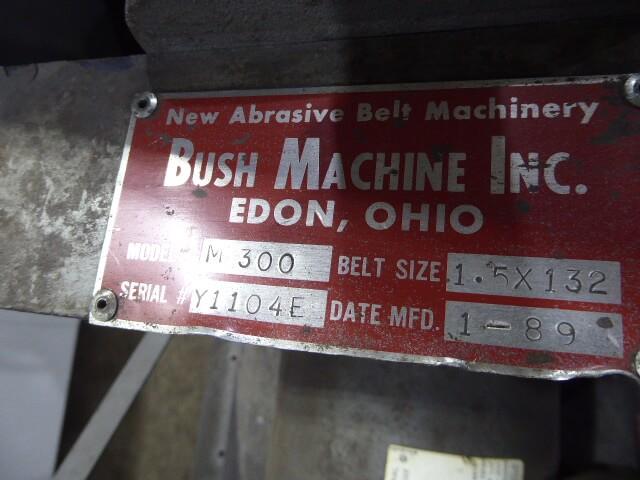 New Abrasive Belt Machinery
BUSH MACHINE INC.
EDON, OHIO
MODEL # M 300 BELT SIZE 1.5X132
SERIAL # Y1104E DATE MFD. 1-89